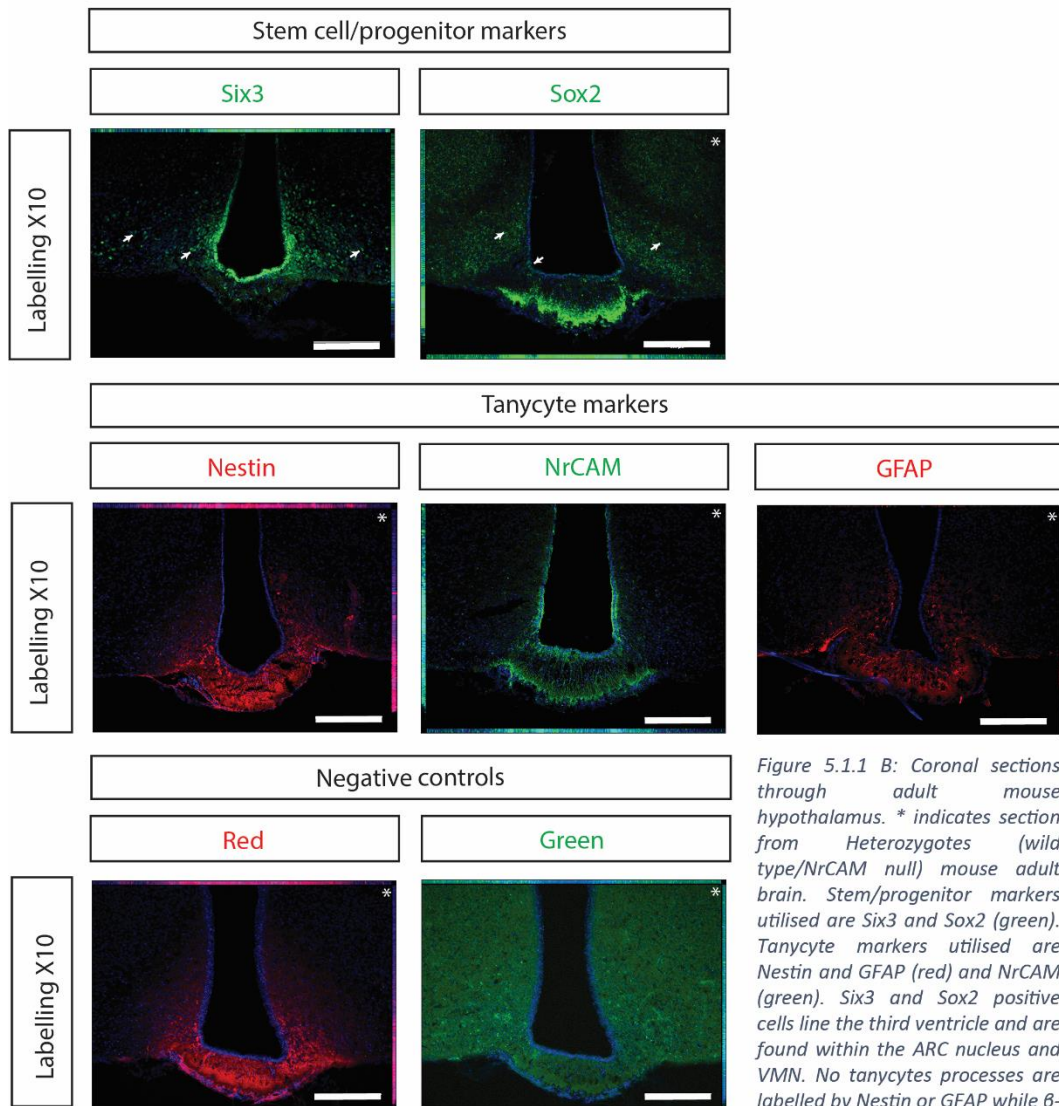 Stem cell/progenitor markers
Six3
Sox2
Labelling X10
*
Tanycyte markers
Nestin
NrCAM
GFAP
Labelling X10
*
*
*
Negative controls
Red
Green
Labelling X10
*
*
Figure 5.1.1 B: Coronal sections
through adult mouse
hypothalamus. * indicates section
from Heterozygotes (wild
type/NrCAM null) mouse adult
brain. Stem/progenitor markers
utilised are Six3 and Sox2 (green).
Tanycyte markers utilised are
Nestin and GFAP (red) and NrCAM
(green). Six3 and Sox2 positive
cells line the third ventricle and are
found within the ARC nucleus and
VMN. No tanycytes processes are
labelled by Nestin or GFAP while β-